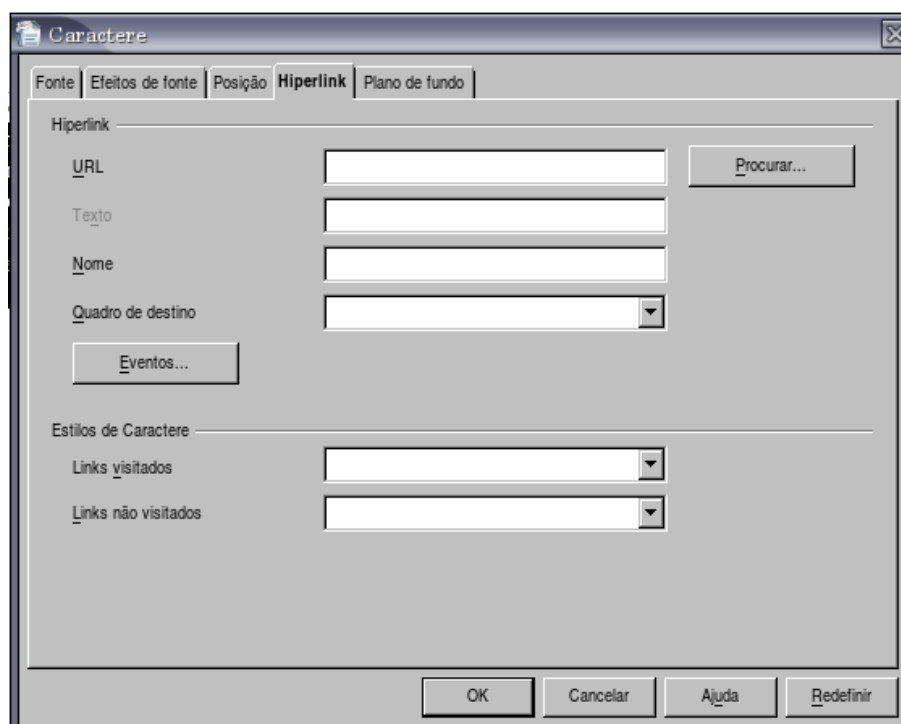 Caractere
Fonte Efeitos de fonte Posição Hiperlink Plano de fundo
Hiperlink
URL Procurar...
Texto
Nome
Quadro de destino
Eventos...
Estilos de Caractere
Links visitados
Links não visitados
OK Cancelar Ajuda Redefinir